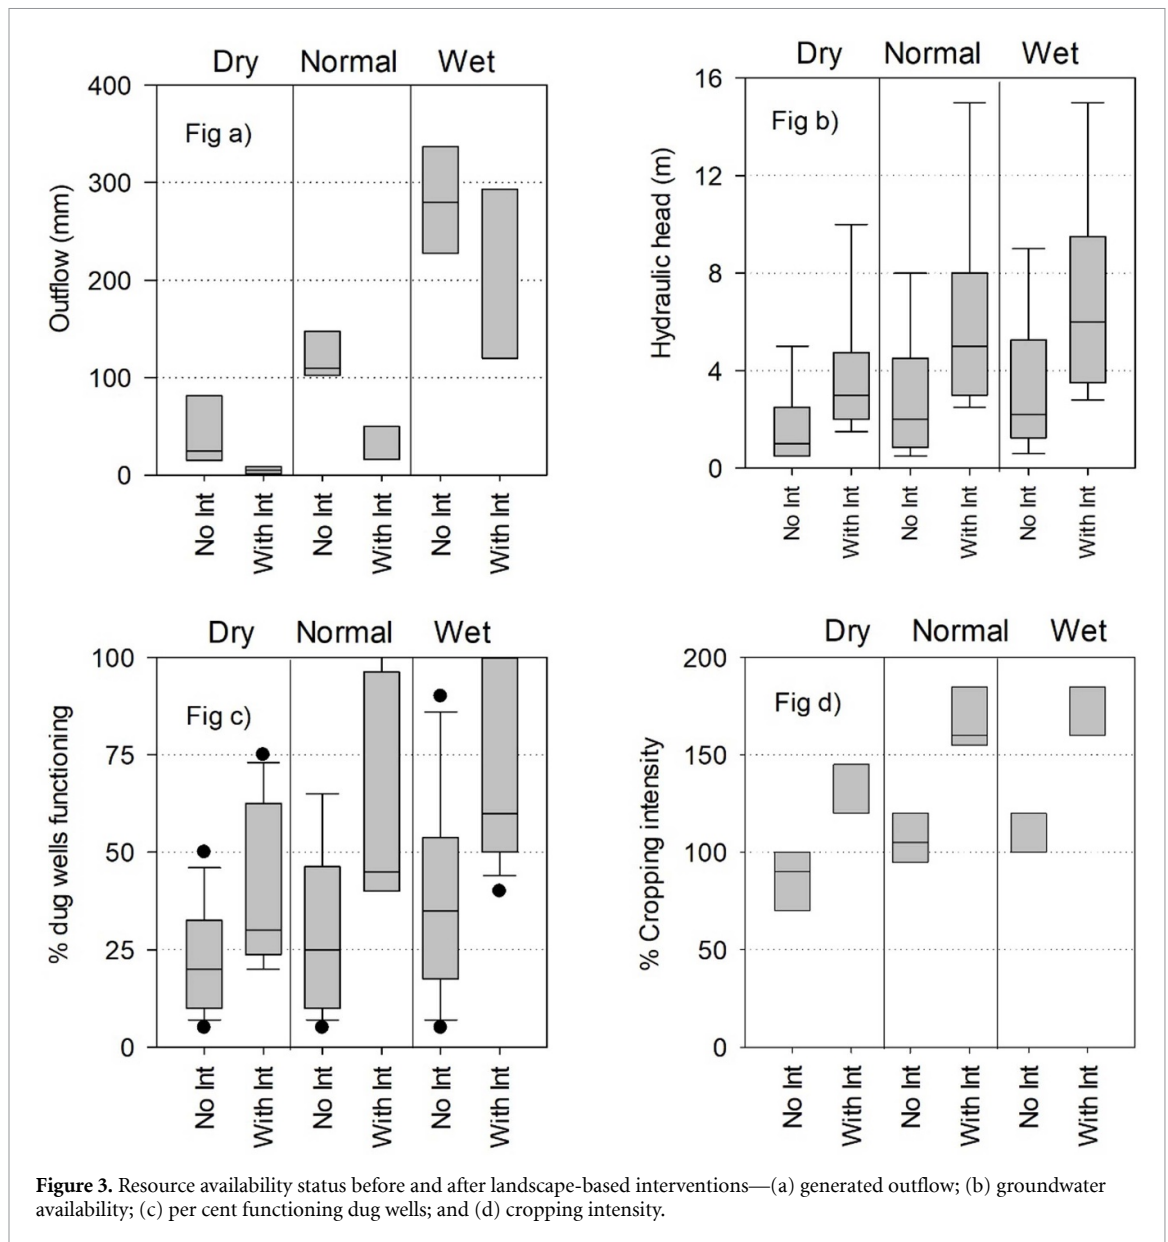 Dry Normal Wet
400
300
200
100
0
Outflow (mm)
Fig a)
No Int
With Int
No Int
With Int
No Int
With Int
Dry Normal Wet
16
12
8
4
0
Hydraulic head (m)
Fig b)
No Int
With Int
No Int
With Int
No Int
With Int
Dry Normal Wet
100
75
50
25
0
% dug wells functioning
Fig c)
No Int
With Int
No Int
With Int
No Int
With Int
Dry Normal Wet
200
150
100
50
0
% Cropping intensity
Fig d)
No Int
With Int
No Int
With Int
No Int
With Int
Figure 3. Resource availability status before and after landscape-based interventions—(a) generated outflow; (b) groundwater
availability; (c) per cent functioning dug wells; and (d) cropping intensity.